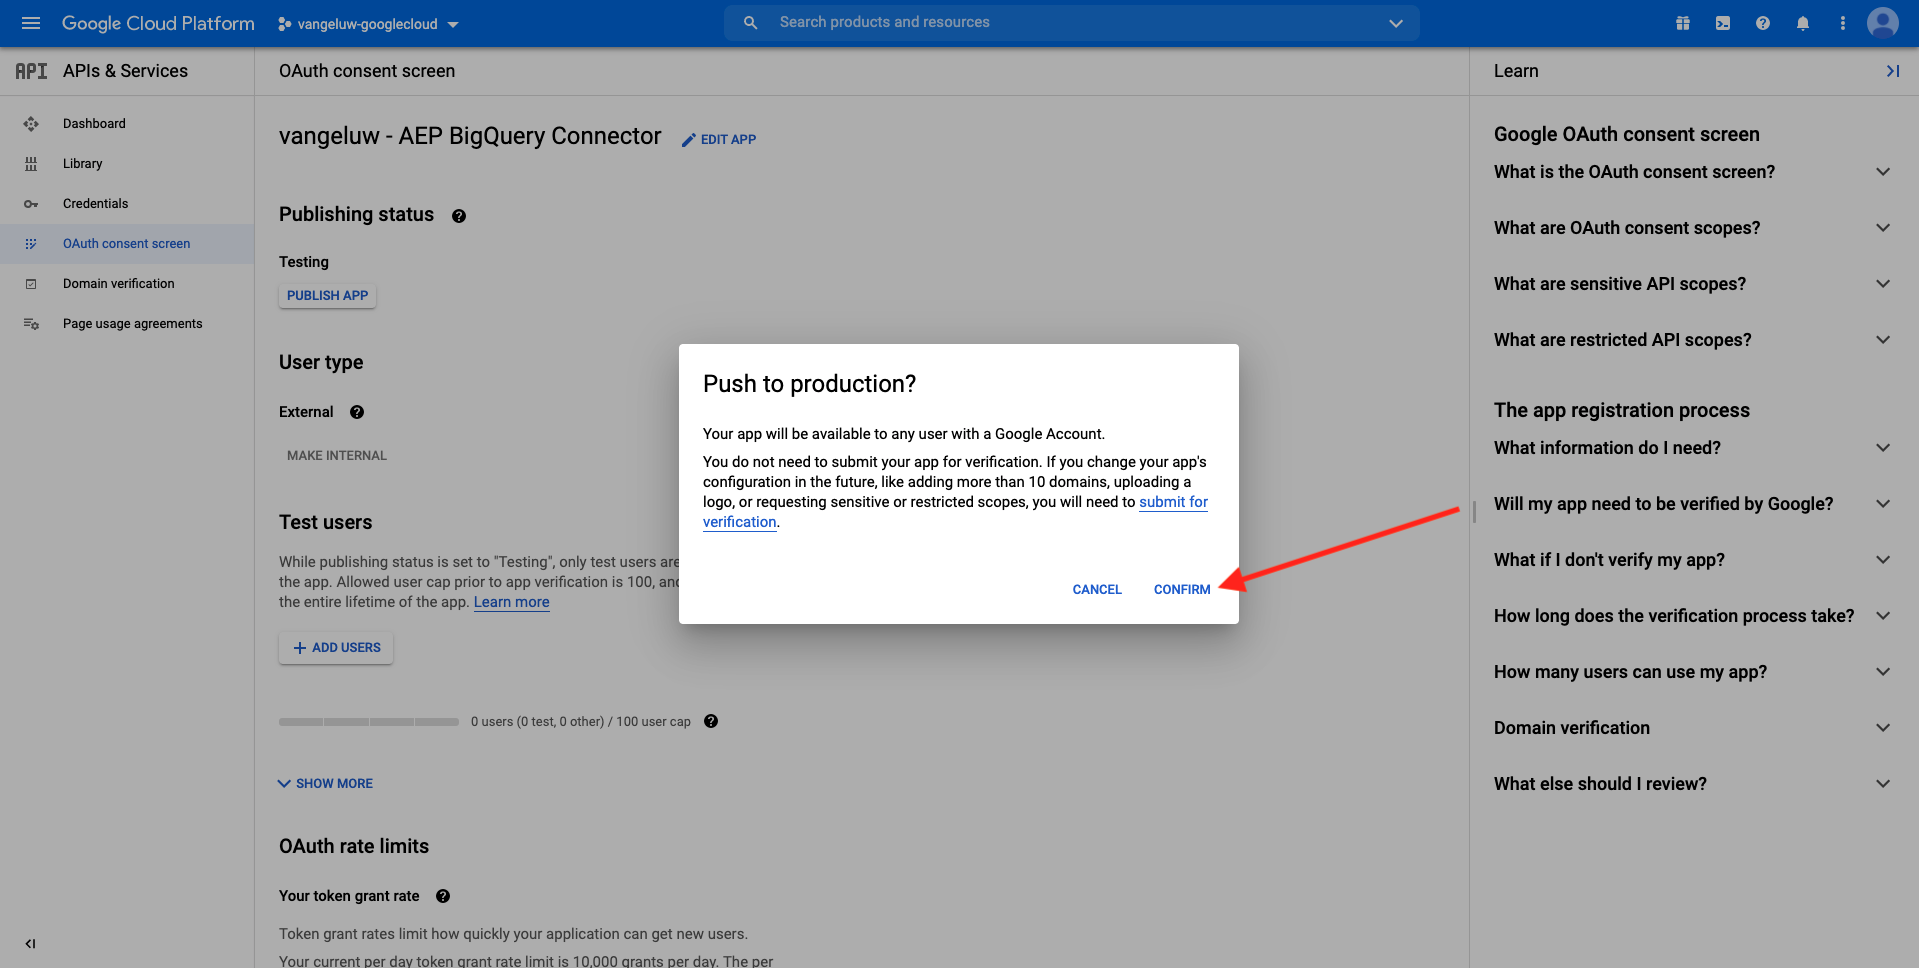 Google Cloud Platform
vangeluw-googlecloud
Search products and resources
API APIs & Services
OAuth consent screen
Learn
Dashboard
Library
Credentials
OAuth consent screen
Domain verification
Page usage agreements
vangeluw - AEP BigQuery Connector
EDIT APP
Publishing status
Testing
PUBLISH APP
User type
External
MAKE INTERNAL
Test users
While publishing status is set to "Testing", only test users are
the app. Allowed user cap prior to app verification is 100, and
the entire lifetime of the app. Learn more
ADD USERS
0 users (0 test, 0 other) / 100 user cap
SHOW MORE
OAuth rate limits
Your token grant rate
Token grant rates limit how quickly your application can get new users.
Your current per day token grant rate limit is 10,000 grants per day. The per
Push to production?
Your app will be available to any user with a Google Account.
You do not need to submit your app for verification. If you change your app's
configuration in the future, like adding more than 10 domains, uploading a
logo, or requesting sensitive or restricted scopes, you will need to submit for
verification.
CANCEL
CONFIRM
Google OAuth consent screen
What is the OAuth consent screen?
What are OAuth consent scopes?
What are sensitive API scopes?
What are restricted API scopes?
The app registration process
What information do I need?
Will my app need to be verified by Google?
What if I don't verify my app?
How long does the verification process take?
How many users can use my app?
Domain verification
What else should I review?